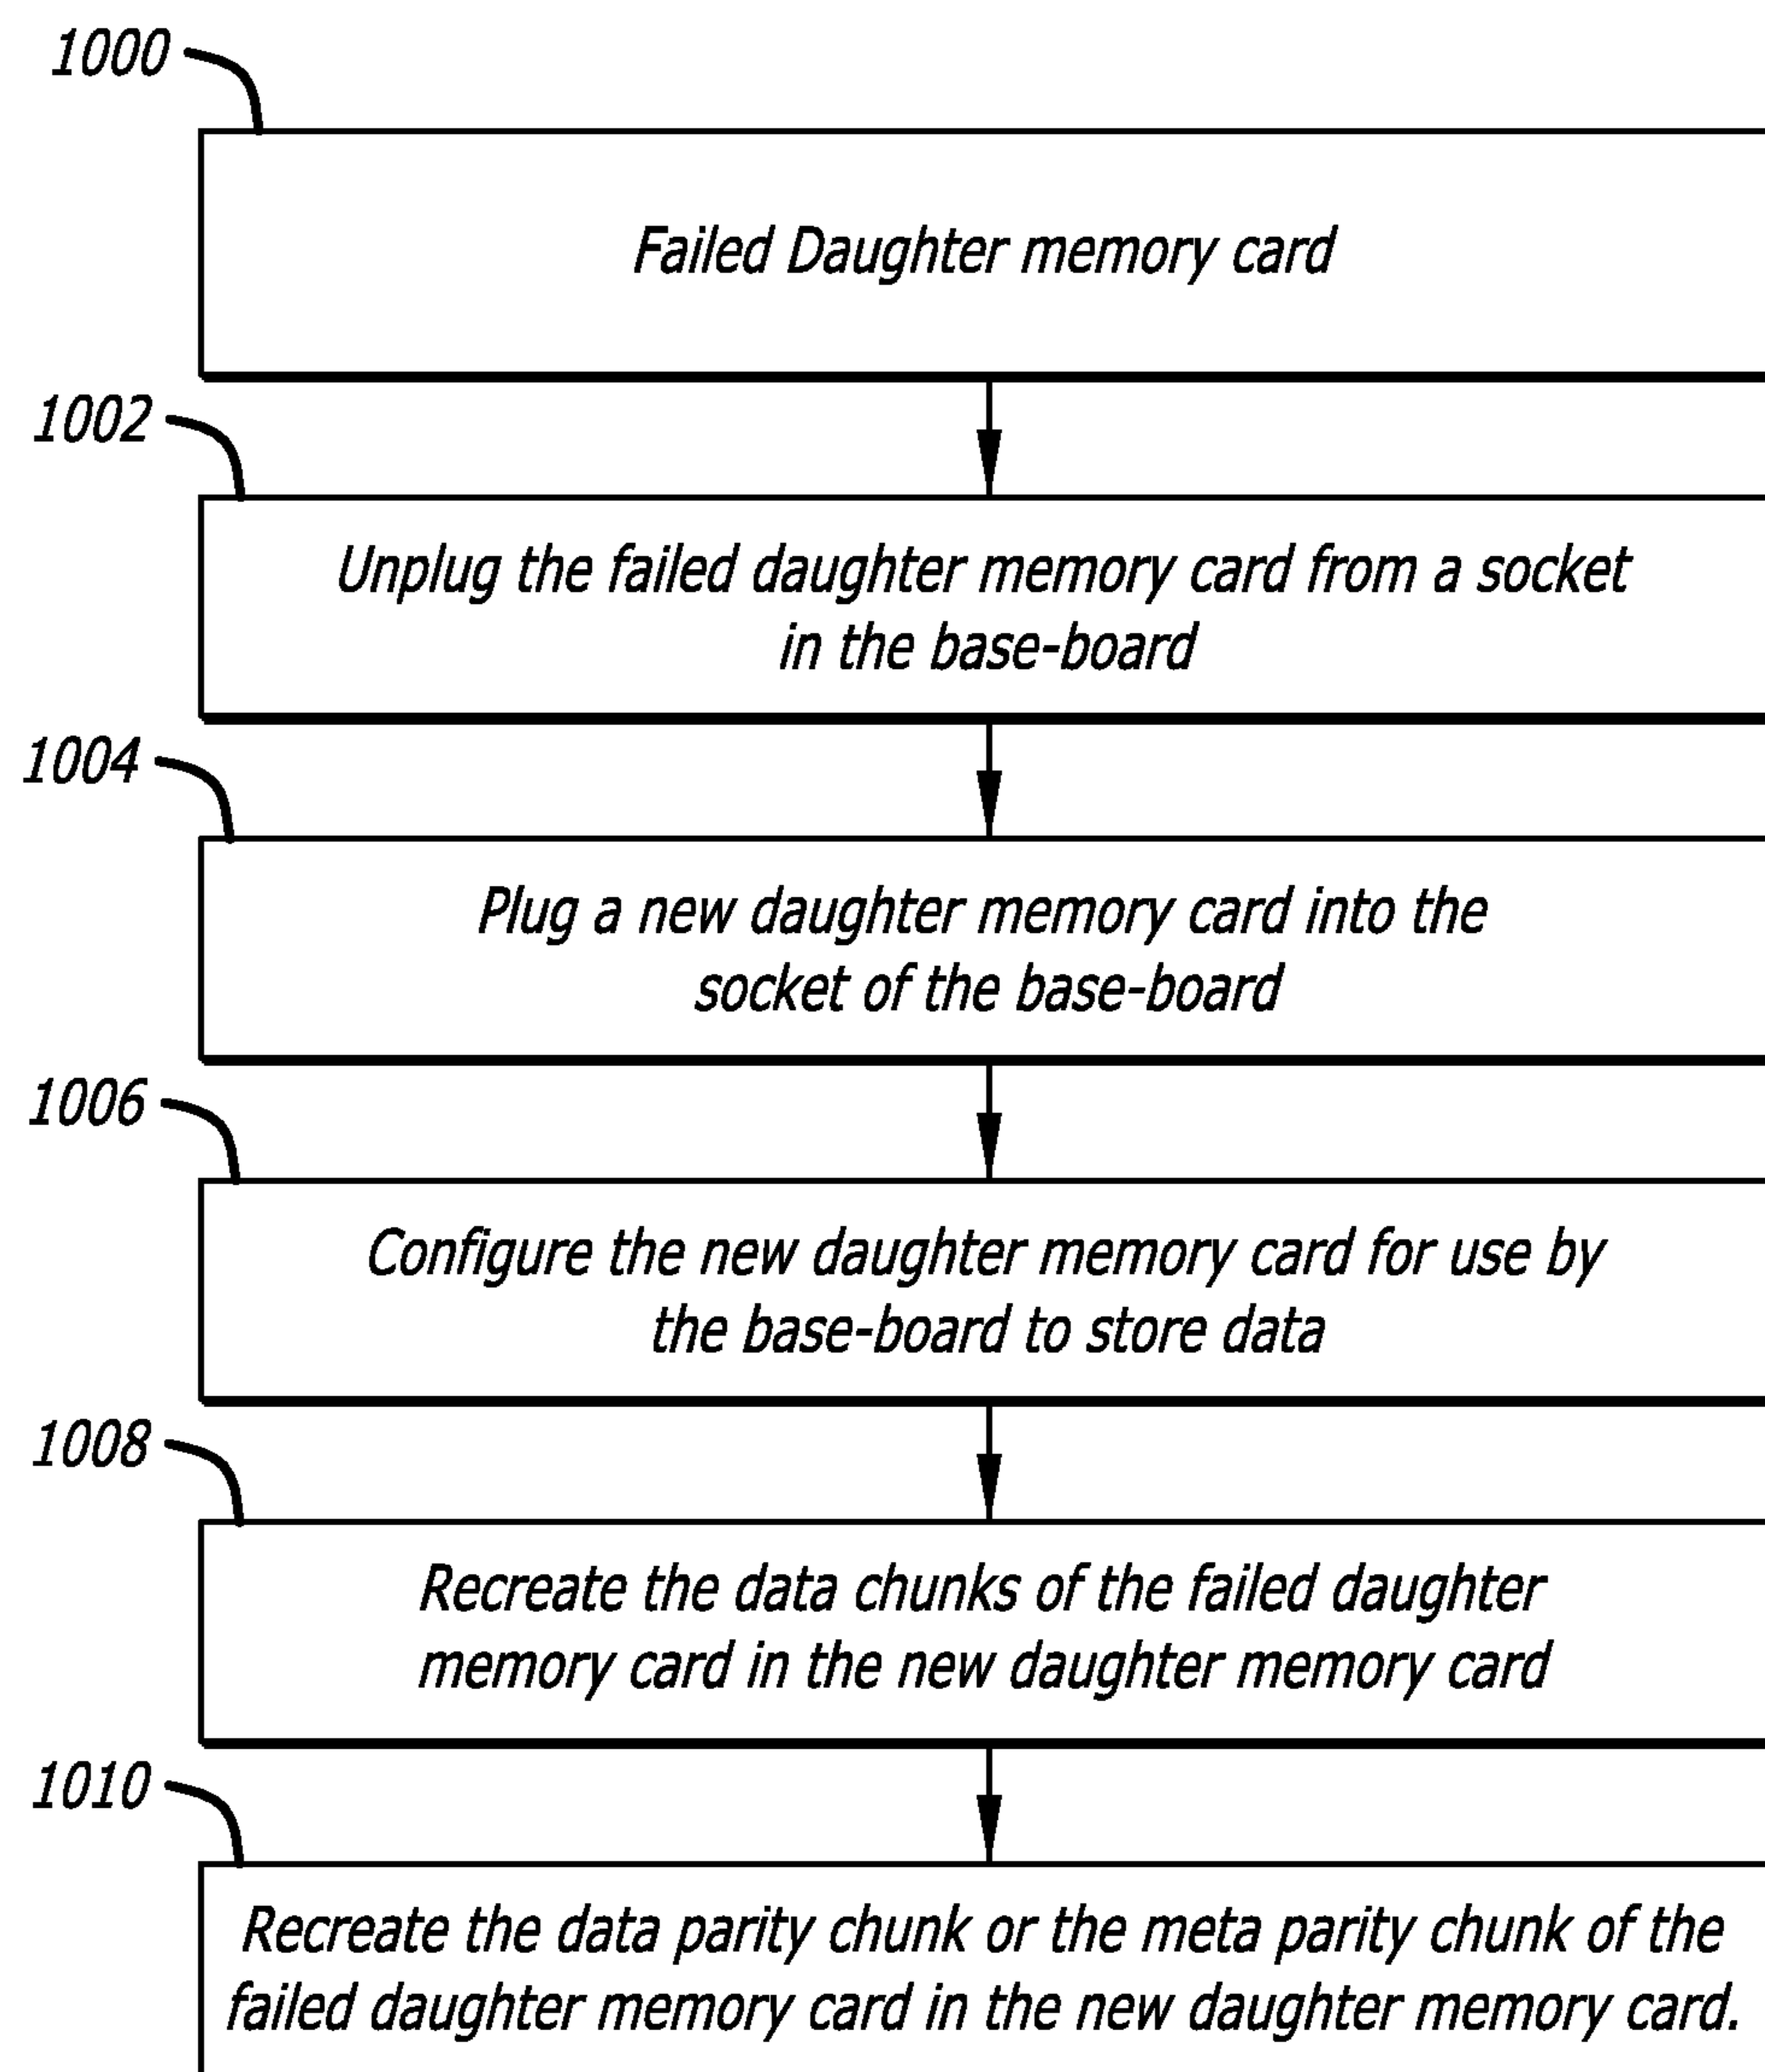 1000
Failed Daughter memory card
1002
Unplug the failed daughter memory card from a socket
in the base-board
1004
Plug a new daughter memory card into the
socket of the base-board
1006
Configure the new daughter memory card for use by
the base-board to store data
1008
Recreate the data chunks of the failed daughter
memory card in the new daughter memory card
1010
Recreate the data parity chunk or the meta parity chunk of the
failed daughter memory card in the new daughter memory card.